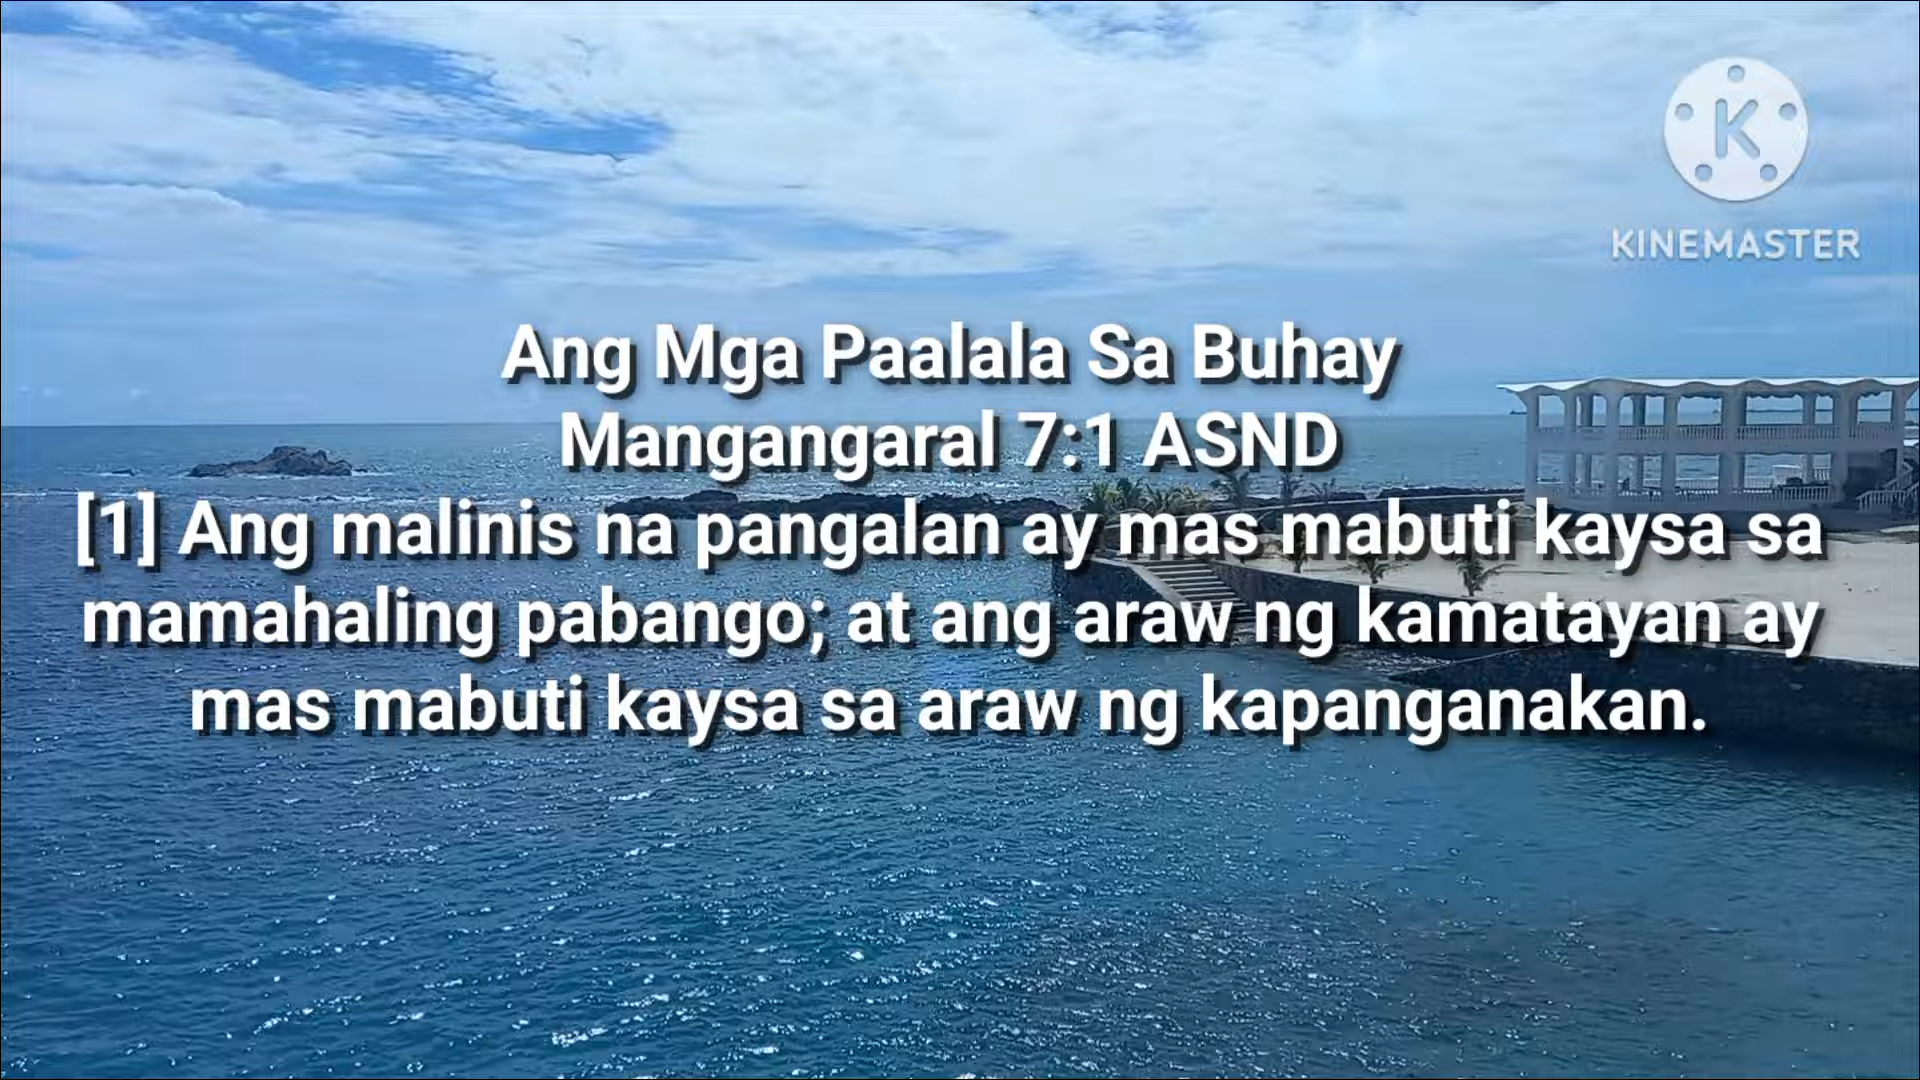 KINEMASTER
Ang Mga Paalala Sa Buhay
Mangangaral 7:1 ASND
[1] Ang malinis na pangalan ay mas mabuti kaysa sa
mamahaling pabango; at ang araw ng kamatayan ay
mas mabuti kaysa sa araw ng kapanganakan.